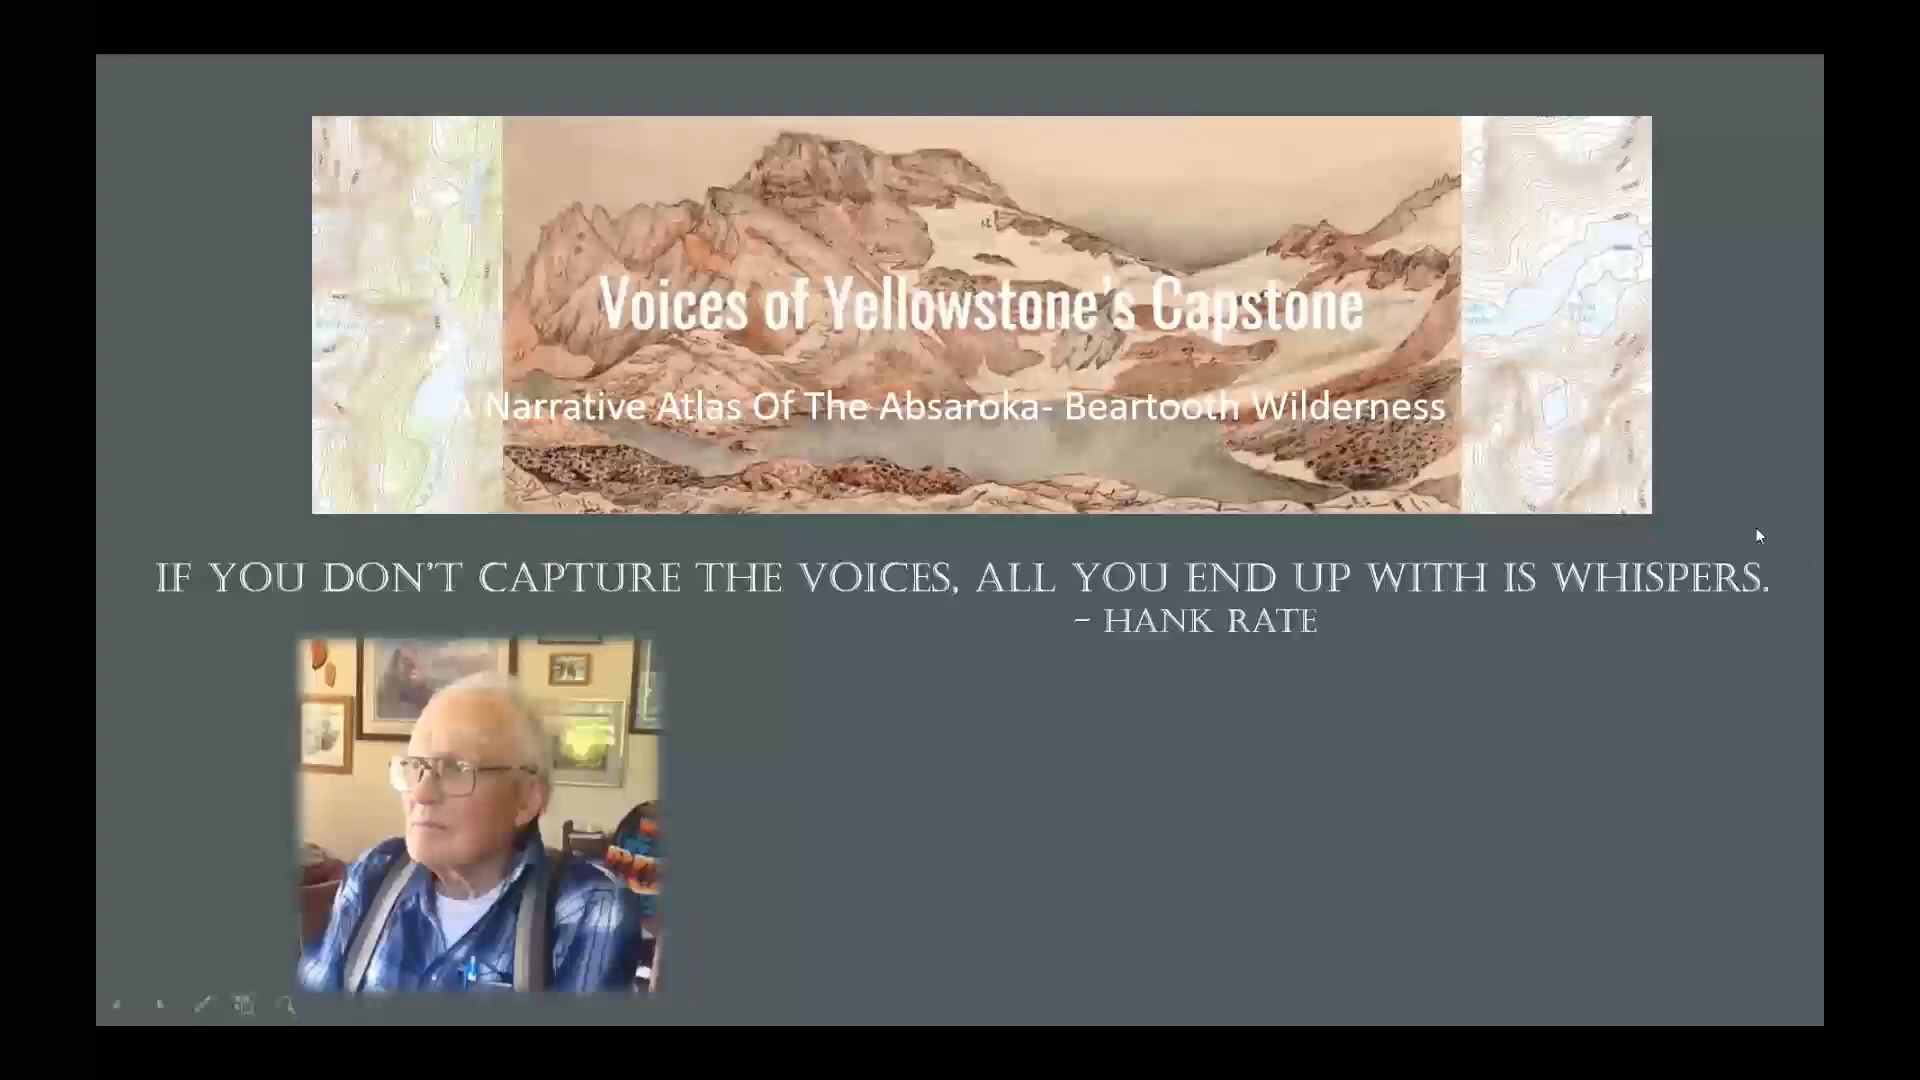 Voices of Yellowstone's Capstone
A Narrative Atlas Of The Absaroka- Beartooth Wilderness
IF YOU DON'T CAPTURE THE VOICES, ALL YOU END UP WITH IS WHISPERS.
- HANK RATE